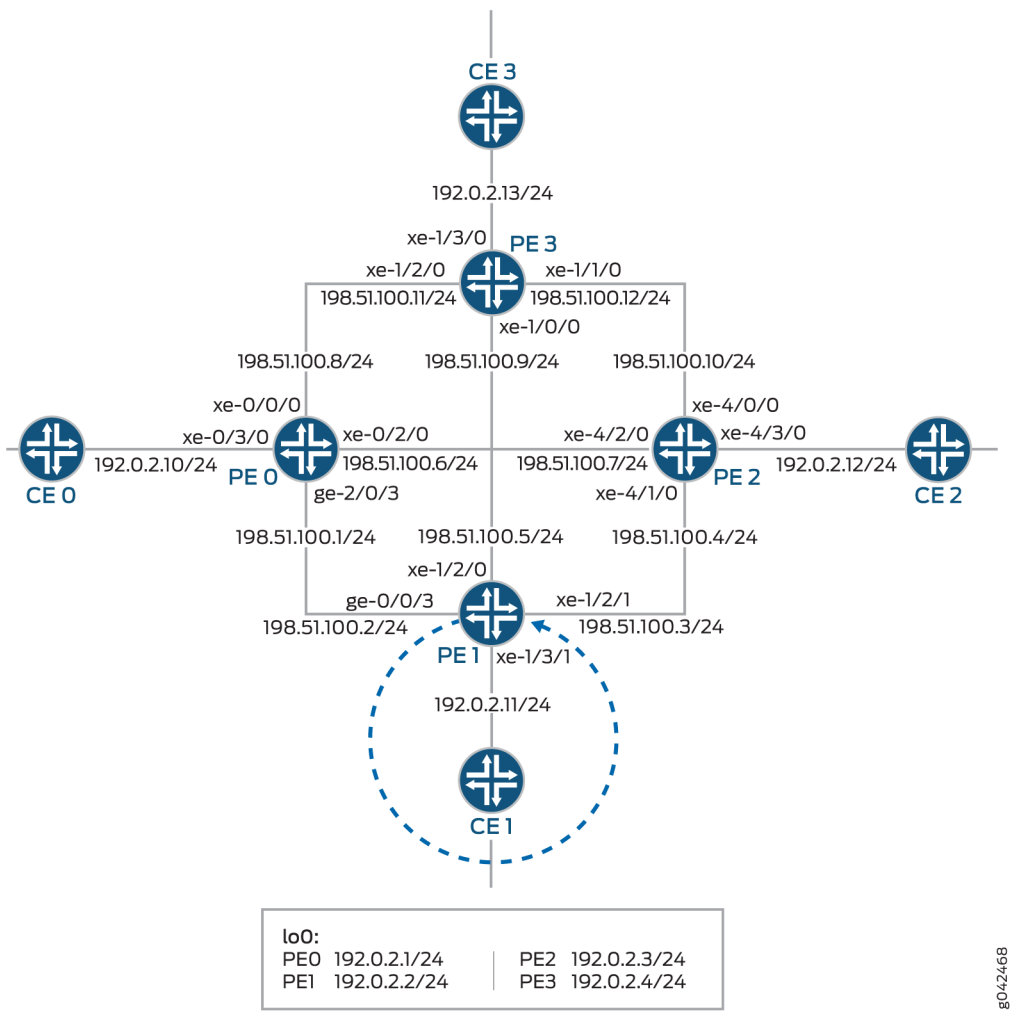 CE 3
192.0.2.13/24
xe-1/3/0
PE 3
xe-1/2/0
xe-1/1/0
198.51.100.11/24
198.51.100.12/24
xe-1/0/0
198.51.100.8/24
198.51.100.9/24
198.51.100.10/24
xe-0/0/0
xe-4/0/0
xe-0/3/0
xe-0/2/0
xe-4/2/0
xe-4/3/0
192.0.2.10/24
198.51.100.6/24
198.51.100.7/24
192.0.2.12/24
CE 0
PE 0
PE 2
CE 2
ge-2/0/3
xe-4/1/0
198.51.100.1/24
198.51.100.5/24
198.51.100.4/24
xe-1/2/0
ge-0/0/3
xe-1/2/1
198.51.100.2/24
198.51.100.3/24
PE 1
xe-1/3/1
192.0.2.11/24
CE 1
lo0:
PE0 192.0.2.1/24
PE2 192.0.2.3/24
PE1 192.0.2.2/24
PE3 192.0.2.4/24
g042468